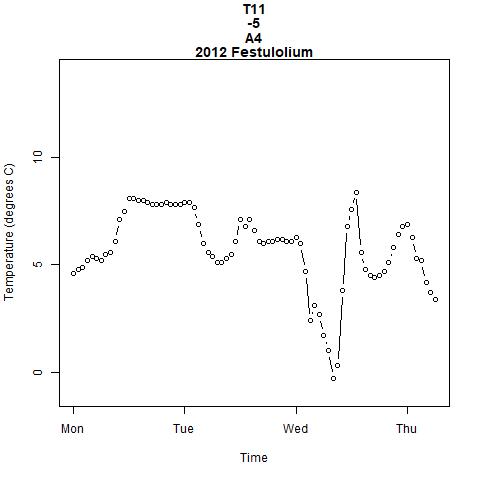 T11
-5
A4
2012 Festulolium
Temperature (degrees C)
10
5
0
Mon Tue Wed Thu
Time